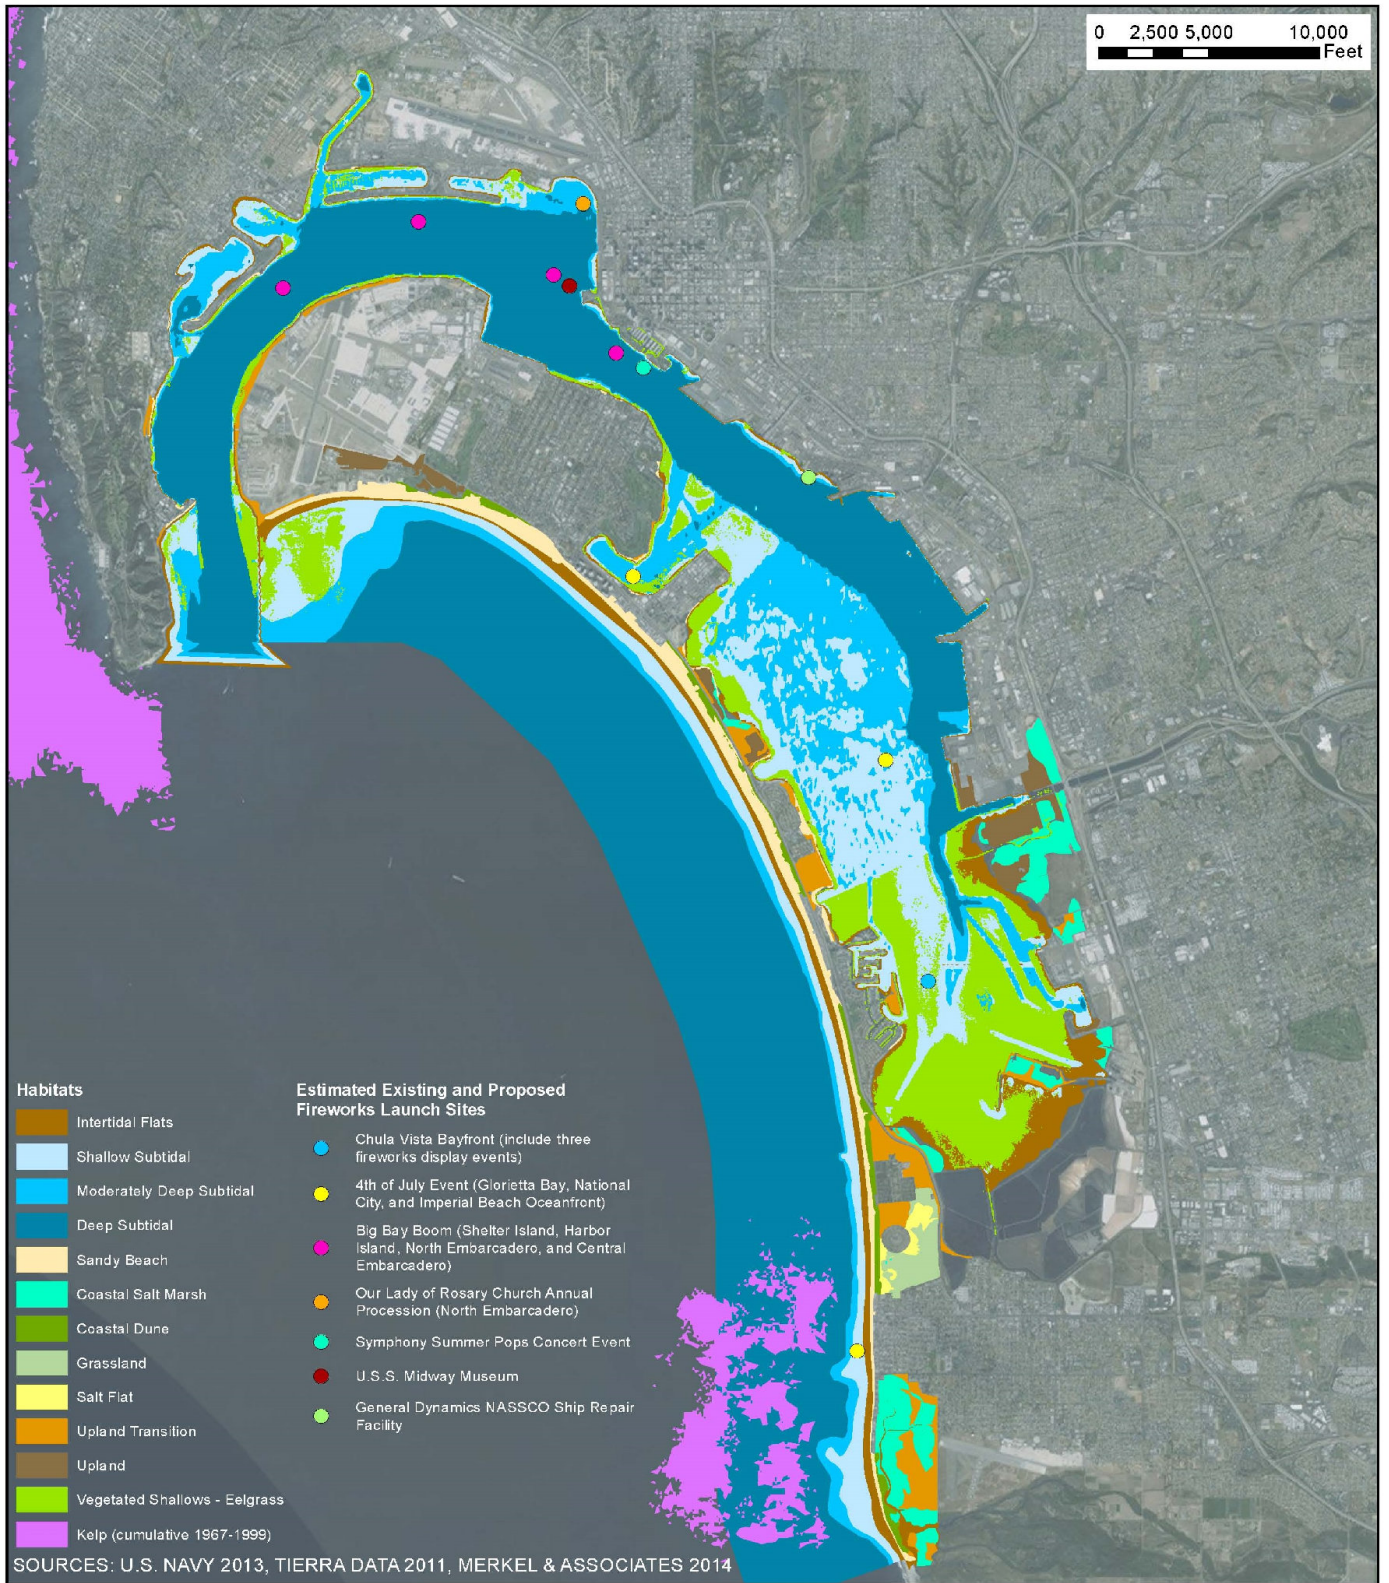 0 2,500 5,000 10,000
Feet
Habitats
Intertidal Flats
Shallow Subtidal
Moderately Deep Subtidal
Deep Subtidal
Sandy Beach
Coastal Salt Marsh
Coastal Dune
Grassland
Salt Flat
Upland Transition
Upland
Vegetated Shallows - Eelgrass
Kelp (cumulative 1967-1999)
Estimated Existing and Proposed
Fireworks Launch Sites
Chula Vista Bayfront (include three
fireworks display events)
4th of July Event (Glorietta Bay, National
City, and Imperial Beach Oceanfront)
Big Bay Boom (Shelter Island, Harbor
Island, North Embarcadero, and Central
Embarcadero)
Our Lady of Rosary Church Annual
Procession (North Embarcadero)
Symphony Summer Pops Concert Event
U.S.S. Midway Museum
General Dynamics NASSCO Ship Repair
Facility
SOURCES: U.S. NAVY 2013, TIERRA DATA 2011, MERKEL & ASSOCIATES 2014